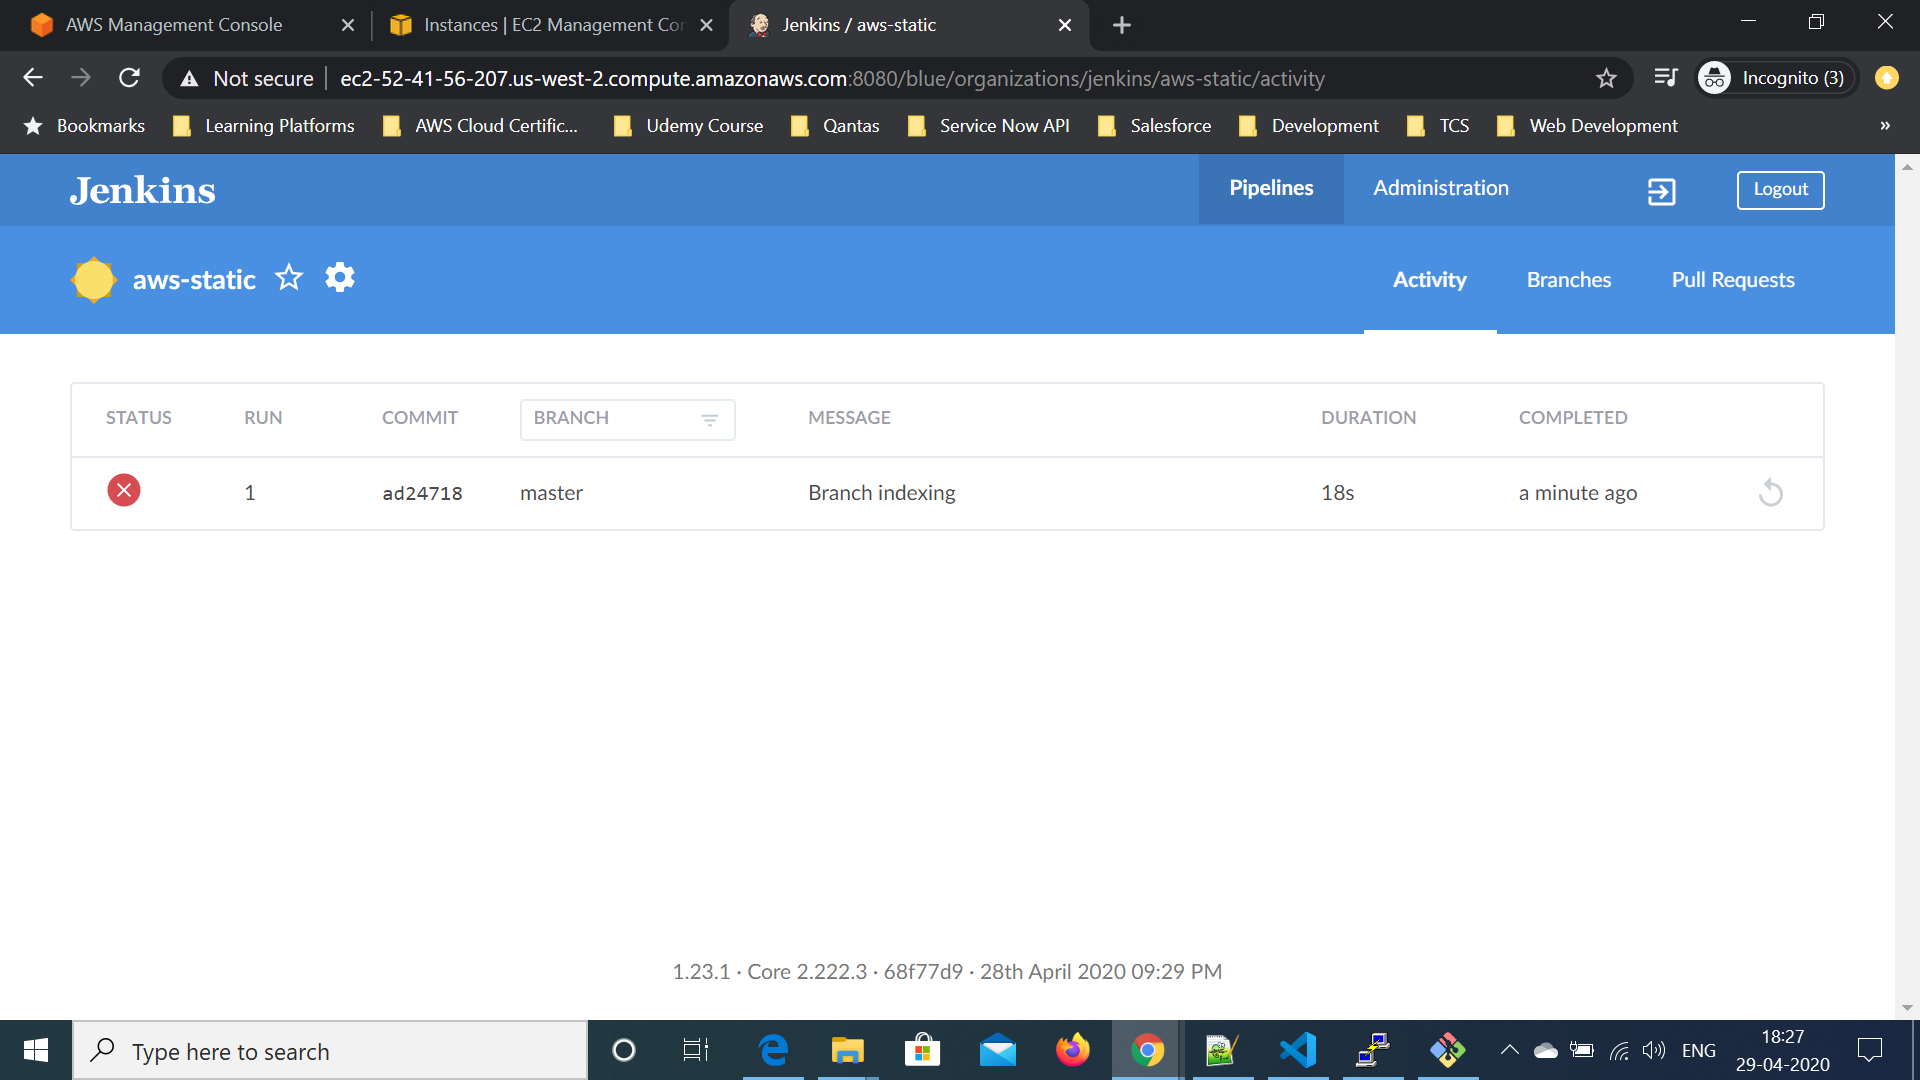 AWS Management Console
Instances | EC2 Management Con
Jenkins / aws-static
Not secure
ec2-52-41-56-207.us-west-2.compute.amazonaws.com:8080/blue/organizations/jenkins/aws-static/activity
Incognito (3)
Bookmarks
Learning Platforms
AWS Cloud Certific...
Udemy Course
Qantas
Service Now API
Salesforce
Development
TCS
Web Development
»
Jenkins
Pipelines
Administration
Logout
aws-static
Activity
Branches
Pull Requests
STATUS RUN COMMIT BRANCH MESSAGE DURATION COMPLETED
1 ad24718 master Branch indexing 18s a minute ago
1.23.1 · Core 2.222.3 · 68f77d9 · 28th April 2020 09:29 PM
Type here to search
ENG
18:27
29-04-2020